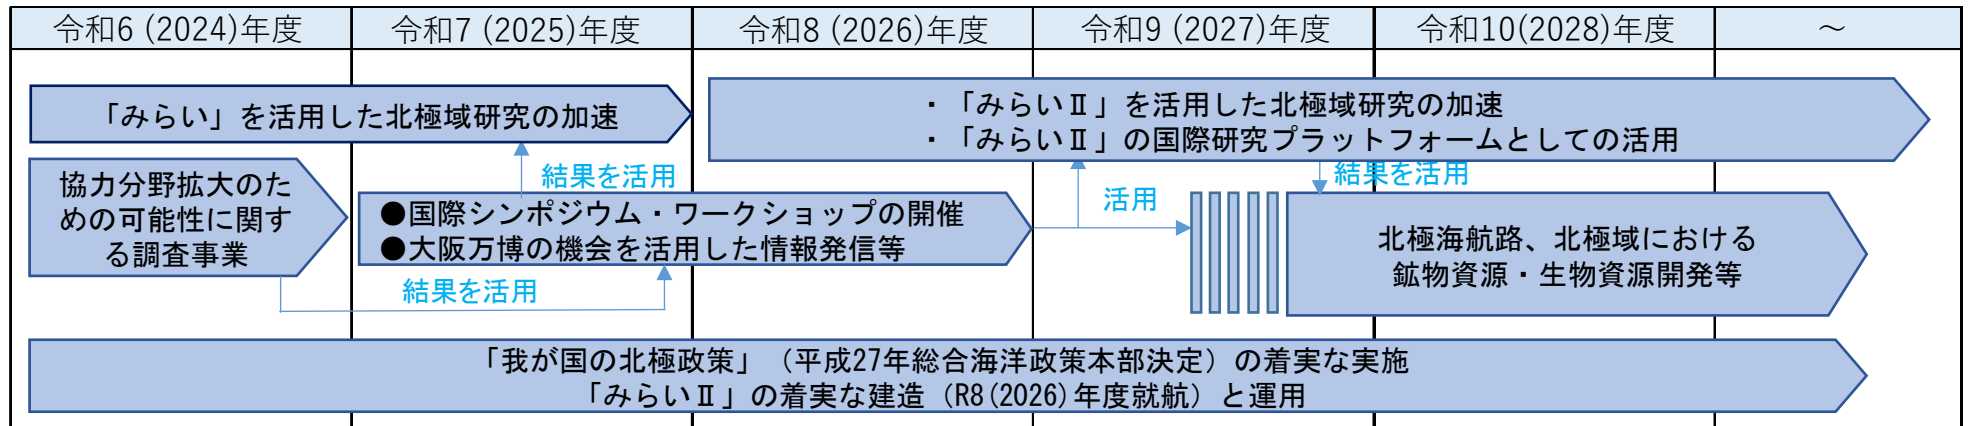 令和6 (2024)年度
令和7 (2025)年度
令和8 (2026)年度
令和9 (2027)年度
令和10(2028)年度
～
「みらい」を活用した北極域研究の加速
・「みらいⅡ」を活用した北極域研究の加速
・「みらいⅡ」の国際研究プラットフォームとしての活用
協力分野拡大のた
めの可能性に関す
る調査事業
結果を活用
●国際シンポジウム・ワークショップの開催
●大阪万博の機会を活用した情報発信等
結果を活用
活用
結果を活用
北極海航路、北極域における
鉱物資源・生物資源開発等
「我が国の北極政策」（平成27年総合海洋政策本部決定）の着実な実施
「みらいⅡ」の着実な建造（R8(2026)年度就航）と運用